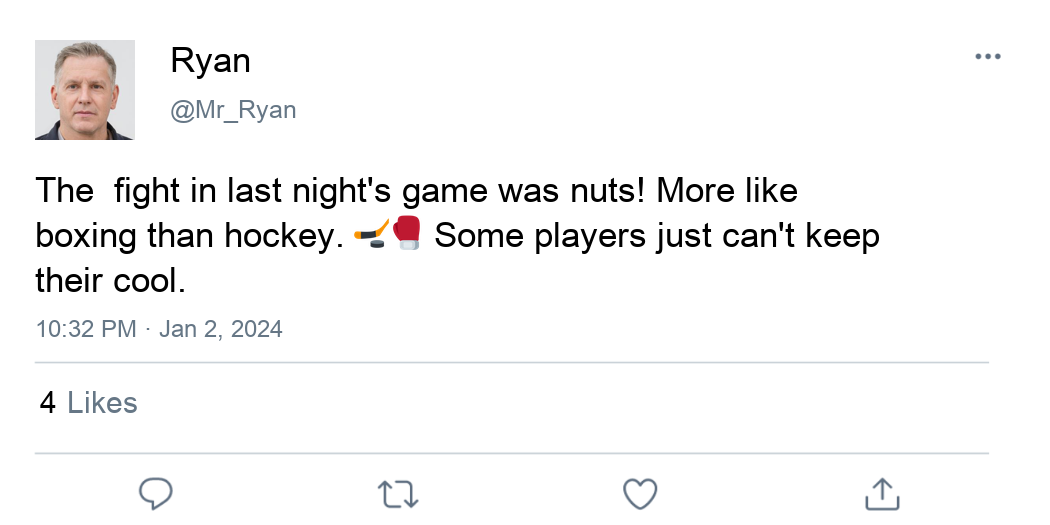 Ryan
@Mr_Ryan
The  fight in last night's game was nuts! More like
boxing than hockey. 🏒🥊 Some players just can't keep
their cool.
10:32 PM · Jan 2, 2024
4 Likes